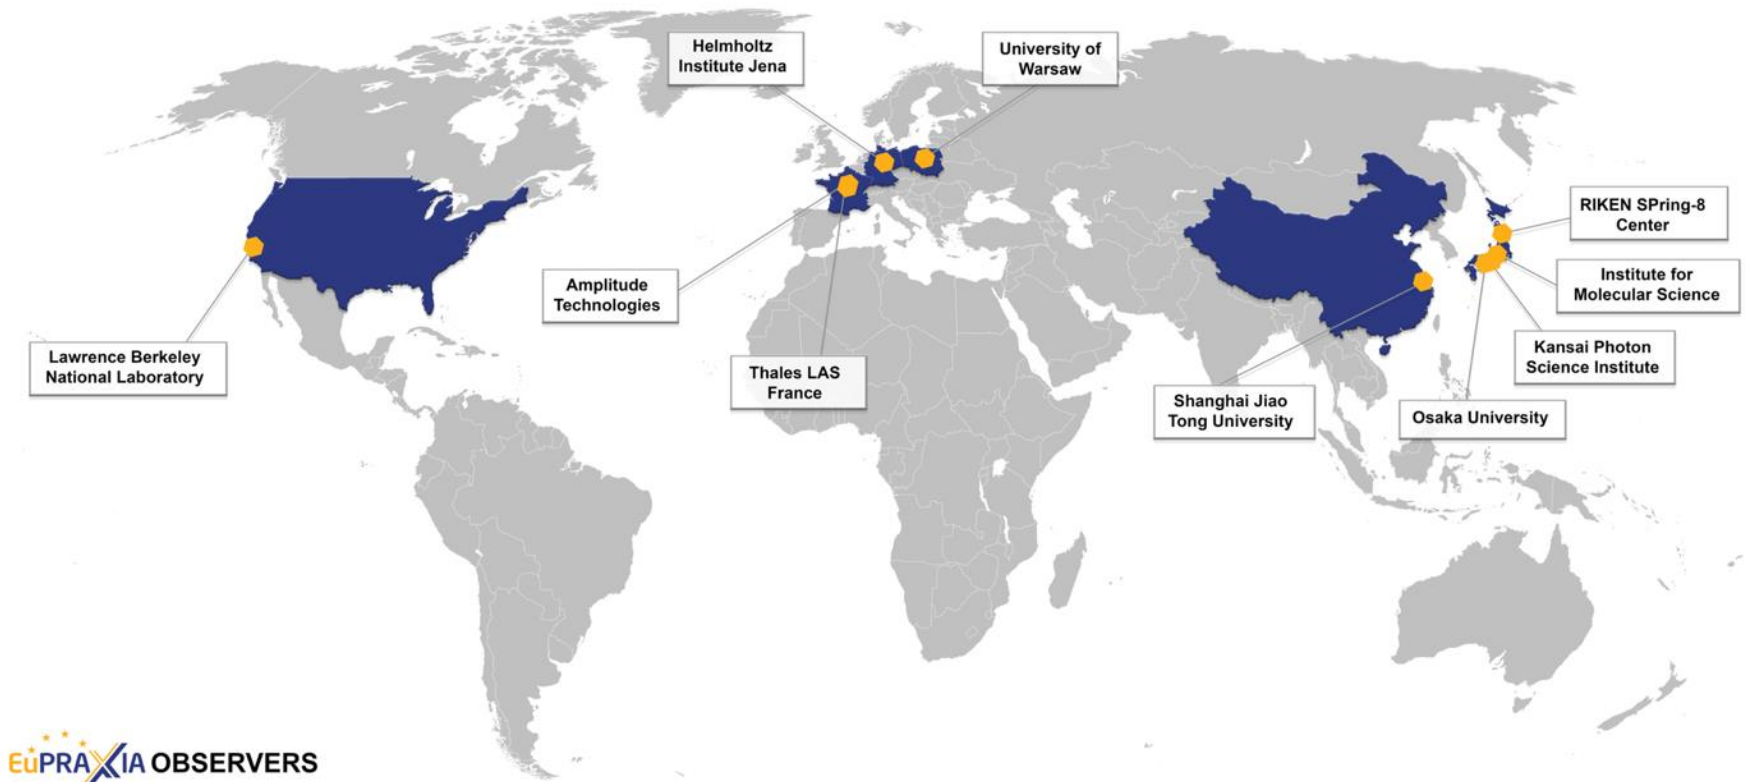 Helmholtz
Institute Jena
University of
Warsaw
RIKEN SPring-8
Center
Amplitude
Technologies
Institute for
Molecular Science
Lawrence Berkeley
National Laboratory
Thales LAS
France
Kansai Photon
Science Institute
Shanghai Jiao
Tong University
Osaka University
EuPRAXIA OBSERVERS